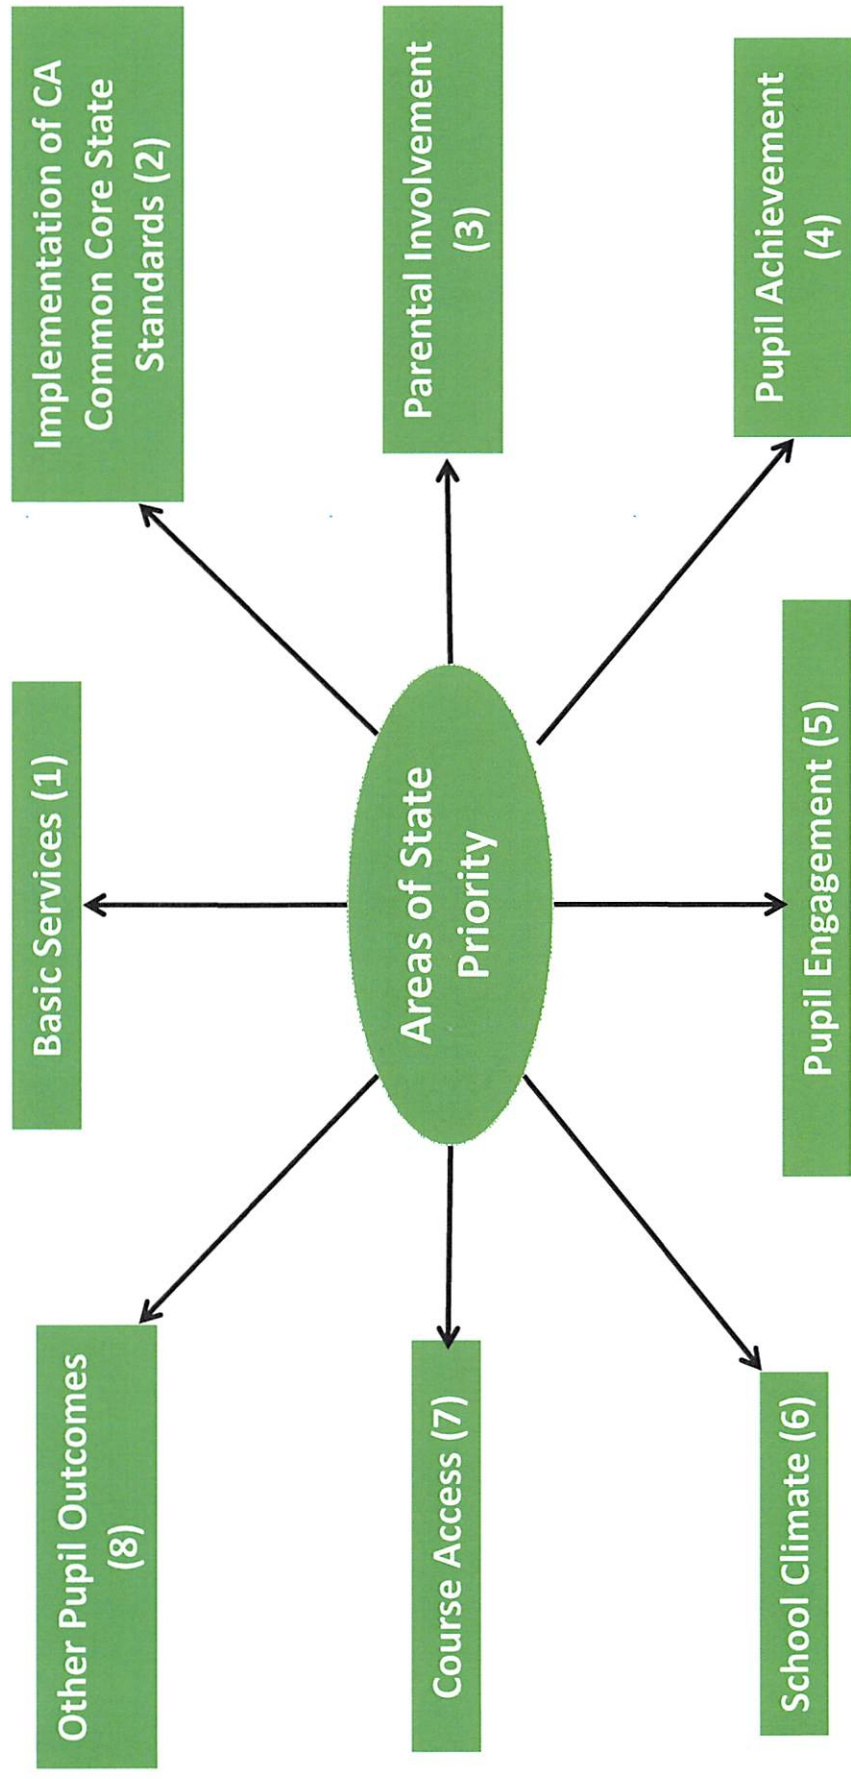 Areas of State
Priority
Basic Services (1)
Implementation of CA
Common Core State
Standards (2)
Parental Involvement
(3)
Pupil Achievement
(4)
Pupil Engagement (5)
School Climate (6)
Course Access (7)
Other Pupil Outcomes
(8)